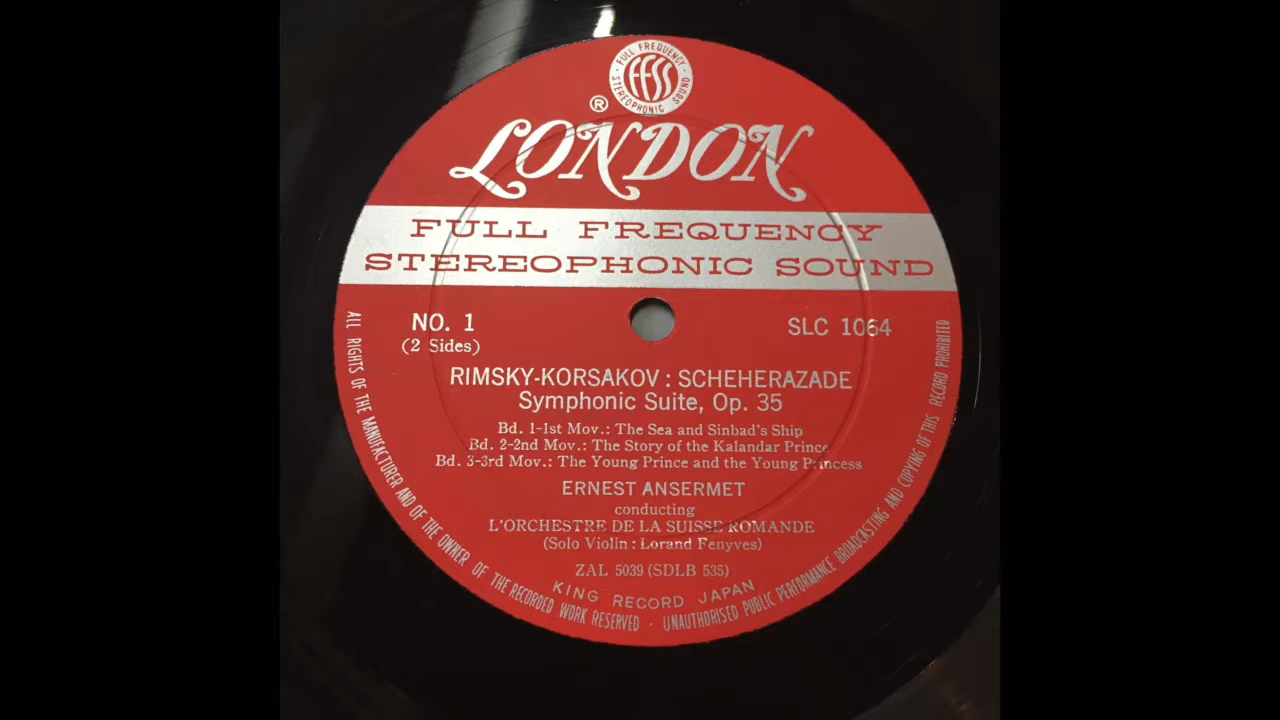 FULL FREQUENCY
FFSS
STEREOPHONIC SOUND
®
LONDON
FULL FREQUENCY
STEREOPHONIC SOUND
NO. 1
(2 Sides)
SLC 1064
RIMSKY-KORSAKOV : SCHEHERAZADE
Symphonic Suite, Op. 35
Bd. 1-1st Mov.: The Sea and Sinbad's Ship
Bd. 2-2nd Mov.: The Story of the Kalandar Prince
Bd. 3-3rd Mov.: The Young Prince and the Young Princess
ERNEST ANSERMET
conducting
L'ORCHESTRE DE LA SUISSE ROMANDE
(Solo Violin : Lorand Fenyves)
ZAL 5039 (SDLB 535)
KING RECORD JAPAN
ALL RIGHTS OF THE MANUFACTURER AND OF THE OWNER OF THE RECORDED WORK RESERVED · UNAUTHORISED PUBLIC PERFORMANCE BROADCASTING AND COPYING OF THIS RECORD PROHIBITED